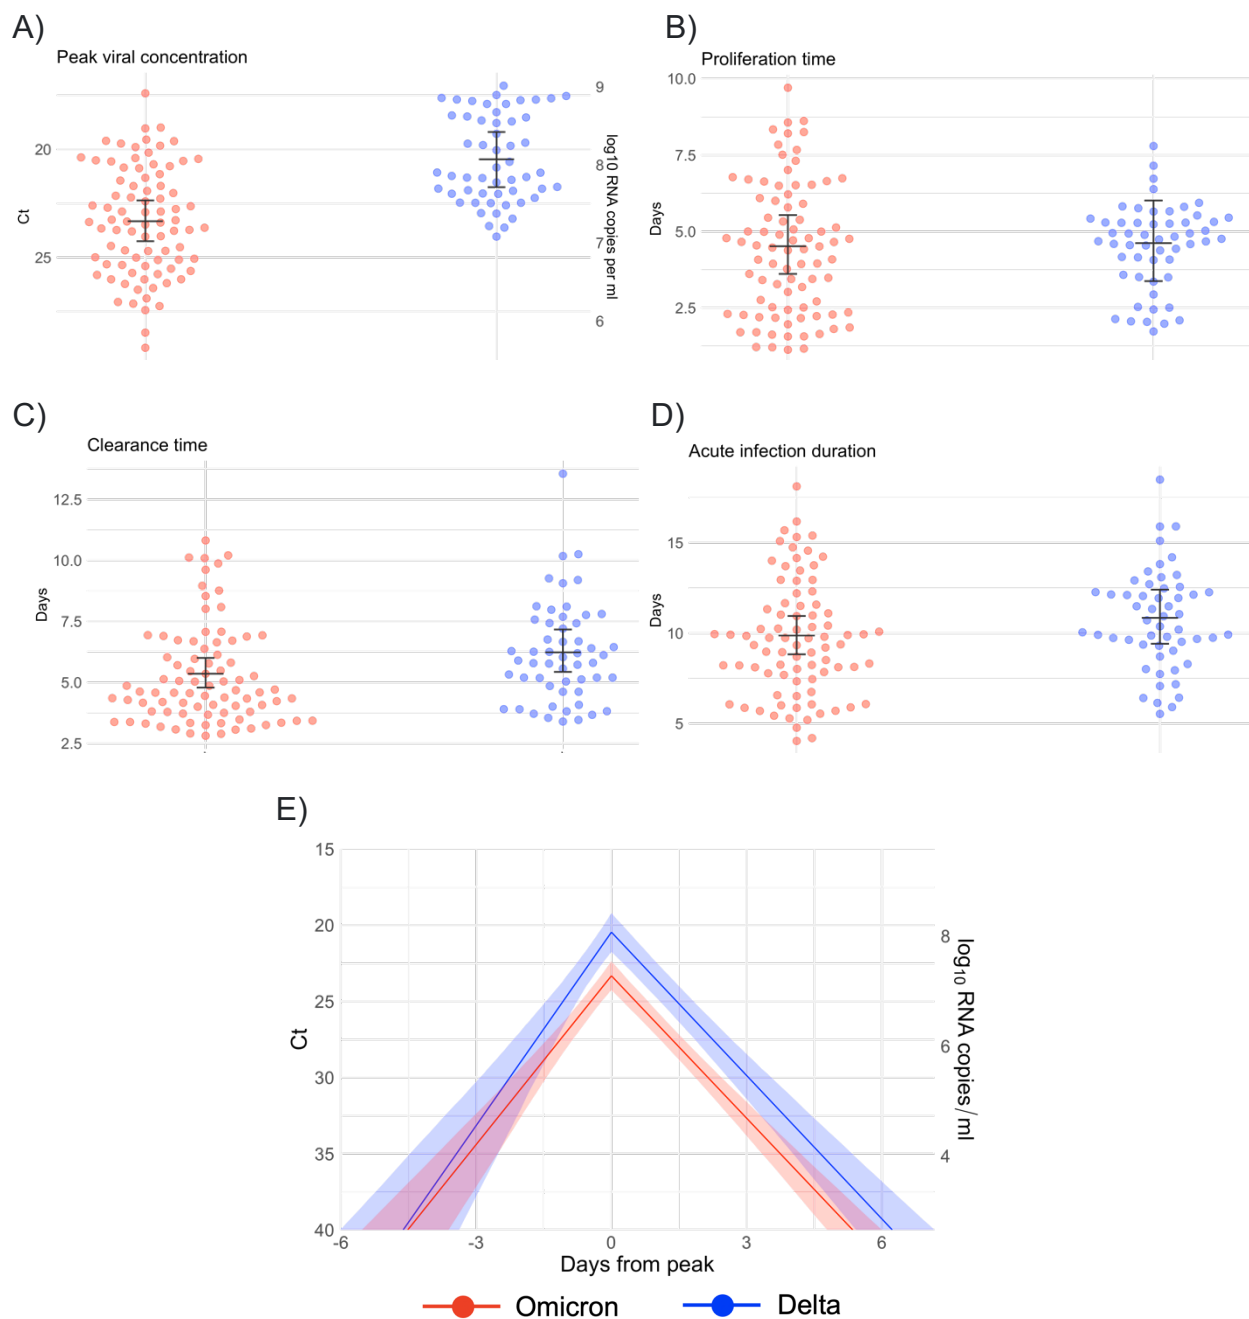 A)
Peak viral concentration
Ct
20
25
9
8
7
6
log10 RNA copies per ml
B)
Proliferation time
Days
10.0
7.5
5.0
2.5
C)
Clearance time
Days
12.5
10.0
7.5
5.0
2.5
D)
Acute infection duration
Days
15
10
5
E)
Ct
15
20
25
30
35
40
8
6
4
log10 RNA copies/ml
-6 -3 0 3 6
Days from peak
Omicron Delta